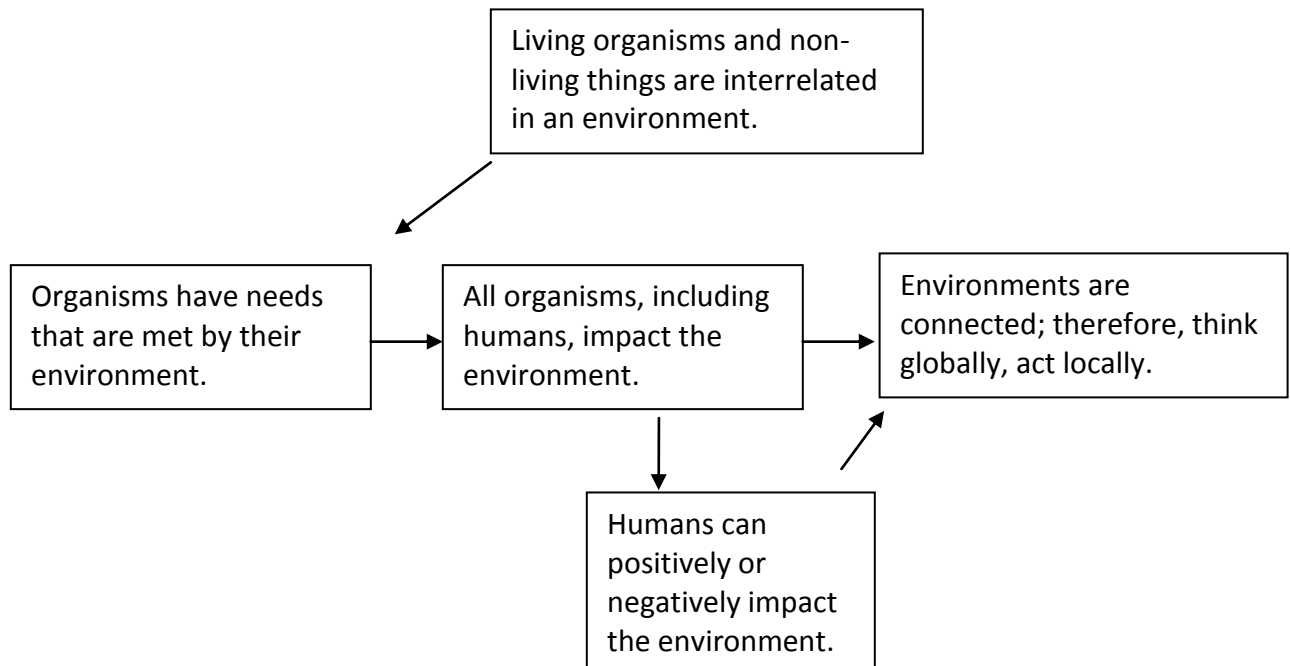 Living organisms and non-
living things are interrelated
in an environment.
Organisms have needs
that are met by their
environment.
All organisms, including
humans, impact the
environment.
Environments are
connected; therefore, think
globally, act locally.
Humans can
positively or
negatively impact
the environment.